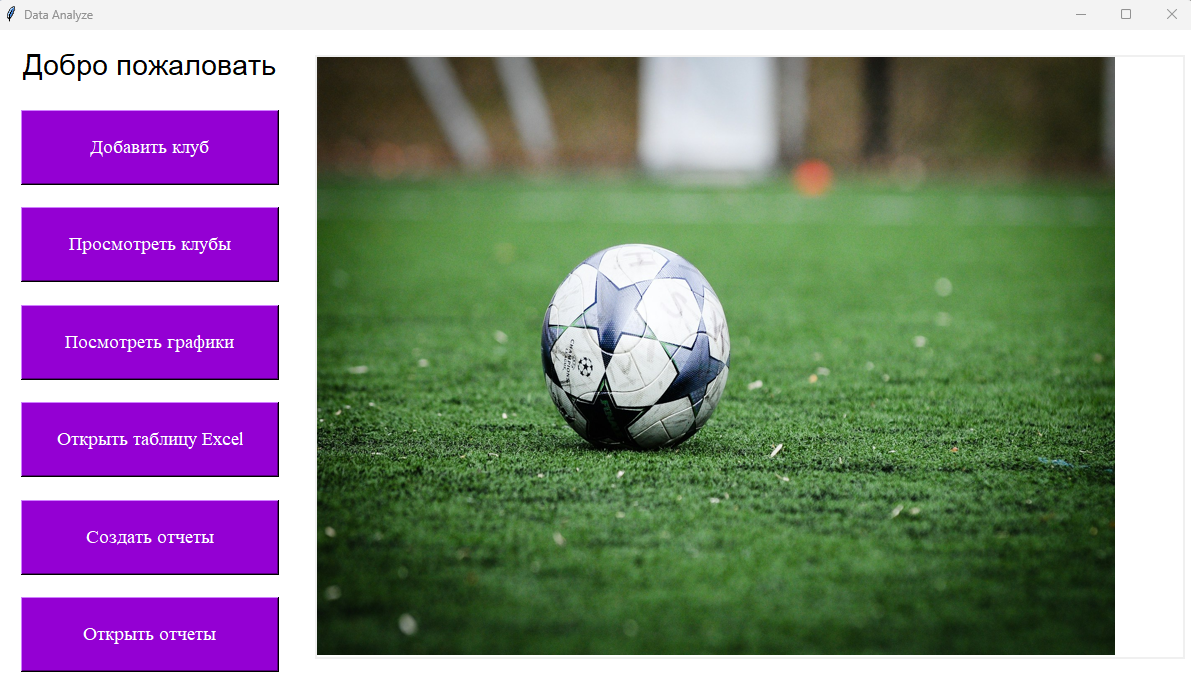 Data Analyze
Добро пожаловать
Добавить клуб
Просмотреть клубы
Посмотреть графики
Открыть таблицу Excel
Создать отчеты
Открыть отчеты